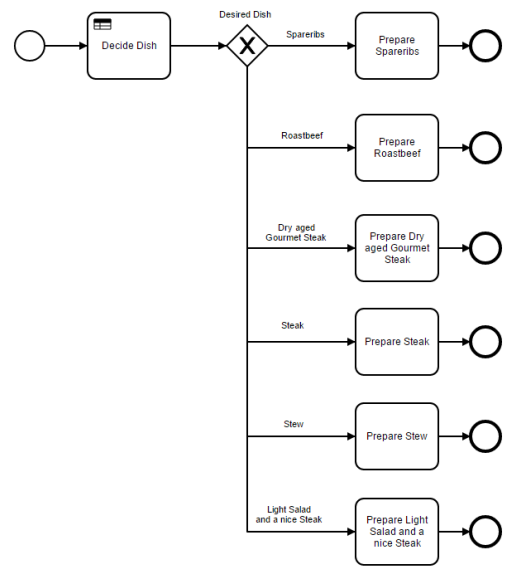 Desired Dish
Decide Dish
Spareribs
Prepare
Spareribs
Roastbeef
Prepare
Roastbeef
Dry aged
Gourmet Steak
Prepare Dry
aged Gourmet
Steak
Steak
Prepare Steak
Stew
Prepare Stew
Light Salad
and a nice Steak
Prepare Light
Salad and a
nice Steak